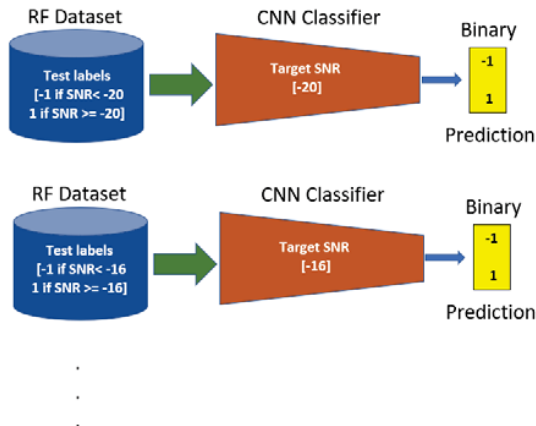 RF Dataset
CNN Classifier
Binary
Test labels
[-1 if SNR< -20
1 if SNR >= -20]
Target SNR
[-20]
-1
1
Prediction
RF Dataset
CNN Classifier
Binary
Test labels
[-1 if SNR< -16
1 if SNR >= -16]
Target SNR
[-16]
-1
1
Prediction
.
.
.